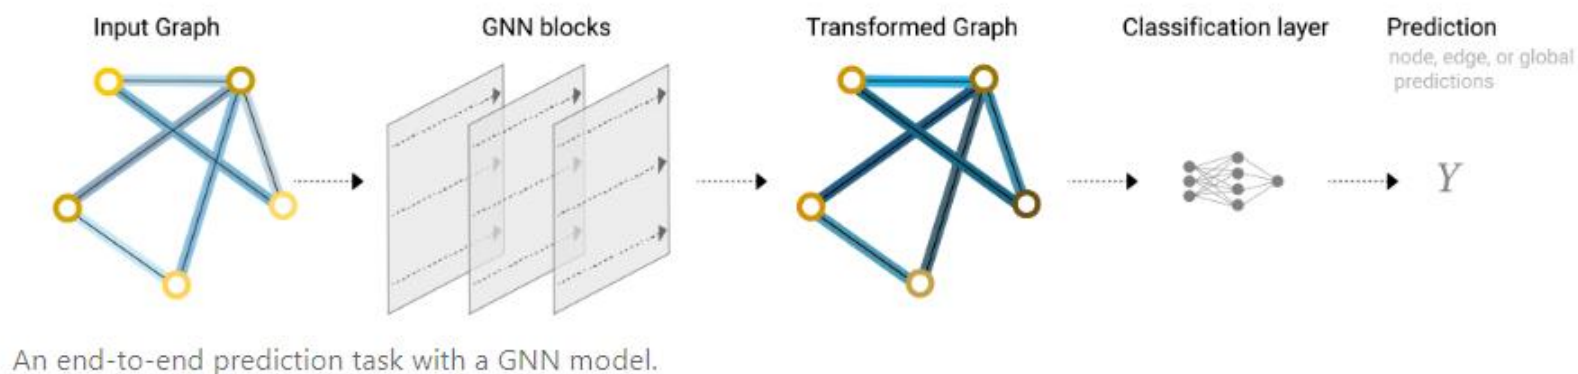 Input Graph
GNN blocks
Transformed Graph
Classification layer
Prediction
node, edge, or global
predictions
Y
An end-to-end prediction task with a GNN model.